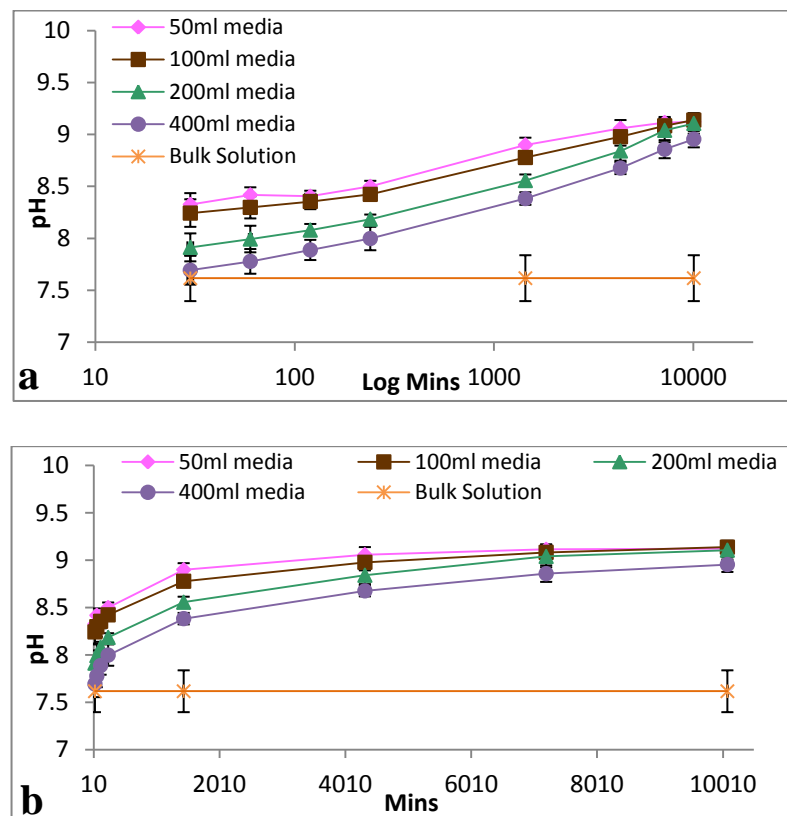 10
9.5
9
8.5
8
7.5
7
pH
50ml media
100ml media
200ml media
400ml media
Bulk Solution
10 100 1000 10000
Log Mins
a
50ml media 100ml media 200ml media
400ml media Bulk Solution
10
9.5
9
8.5
8
7.5
7
pH
10 2010 4010 6010 8010 10010
Mins
b